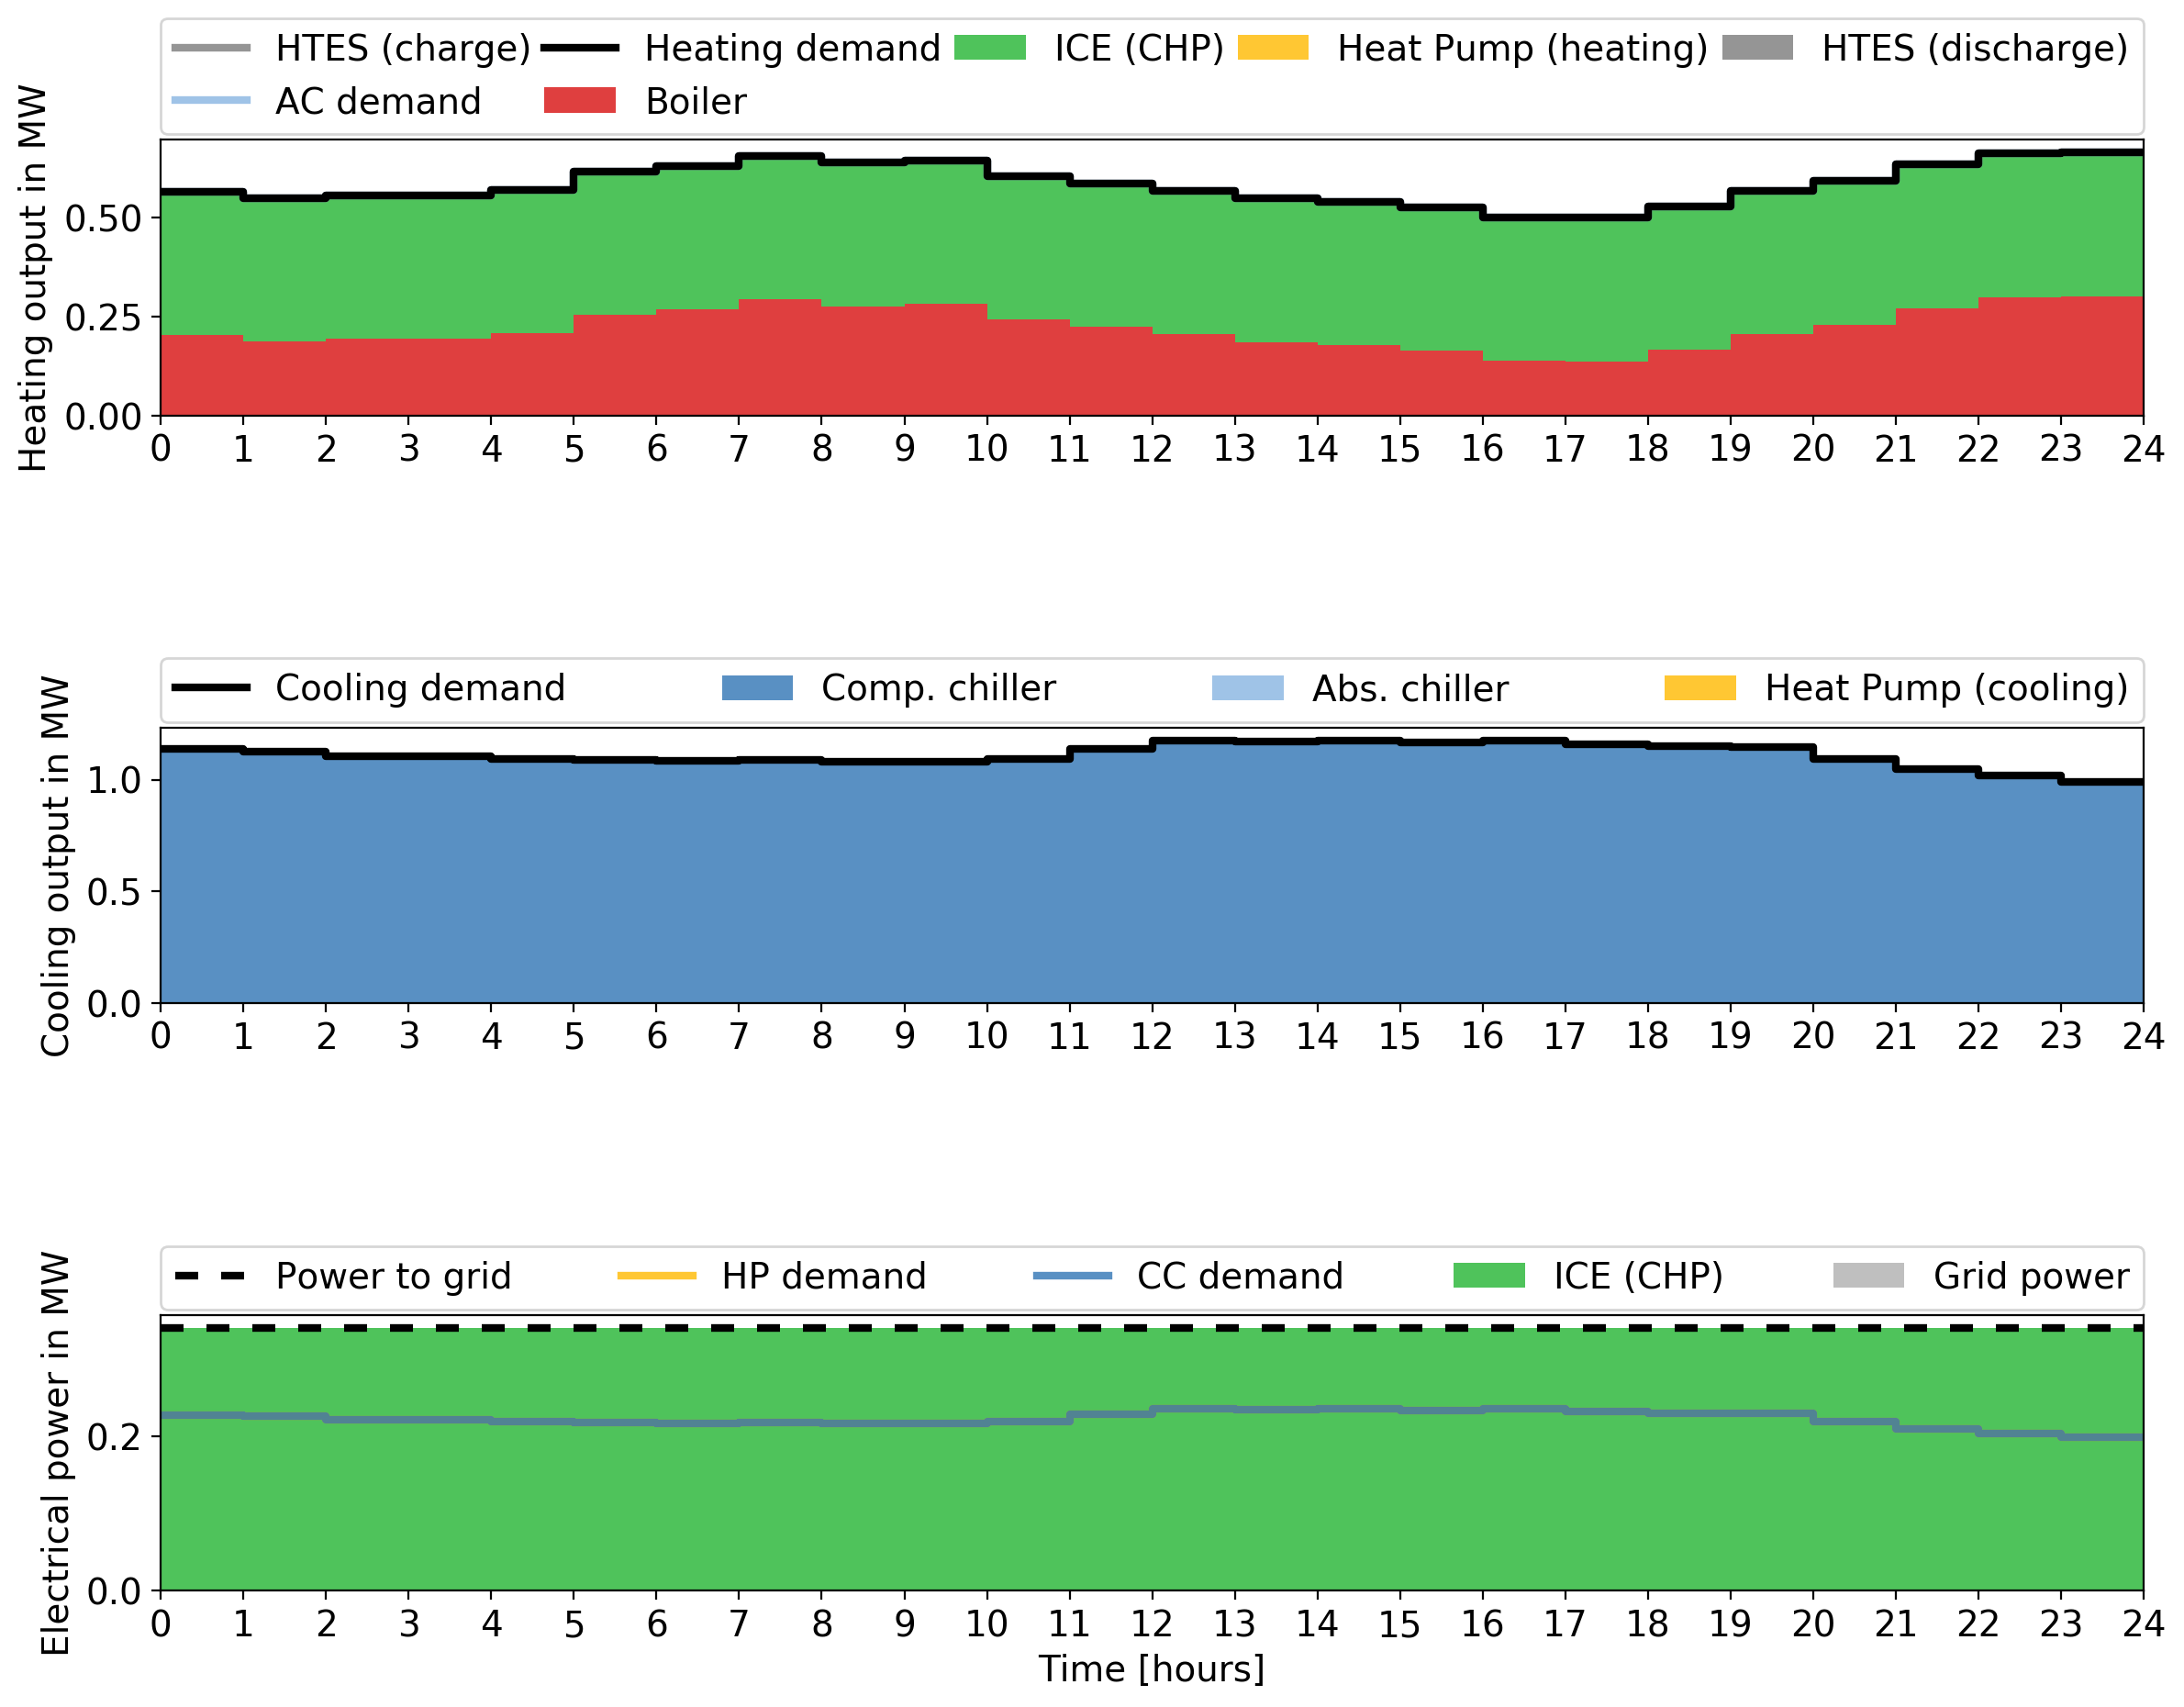 HTES (charge) Heating demand ICE (CHP) Heat Pump (heating) HTES (discharge)
AC demand Boiler
Heating output in MW
0.50
0.25
0.00
0 1 2 3 4 5 6 7 8 9 10 11 12 13 14 15 16 17 18 19 20 21 22 23 24
Cooling demand Comp. chiller Abs. chiller Heat Pump (cooling)
Cooling output in MW
1.0
0.5
0.0
0 1 2 3 4 5 6 7 8 9 10 11 12 13 14 15 16 17 18 19 20 21 22 23 24
Power to grid HP demand CC demand ICE (CHP) Grid power
Electrical power in MW
0.2
0.0
0 1 2 3 4 5 6 7 8 9 10 11 12 13 14 15 16 17 18 19 20 21 22 23 24
Time [hours]